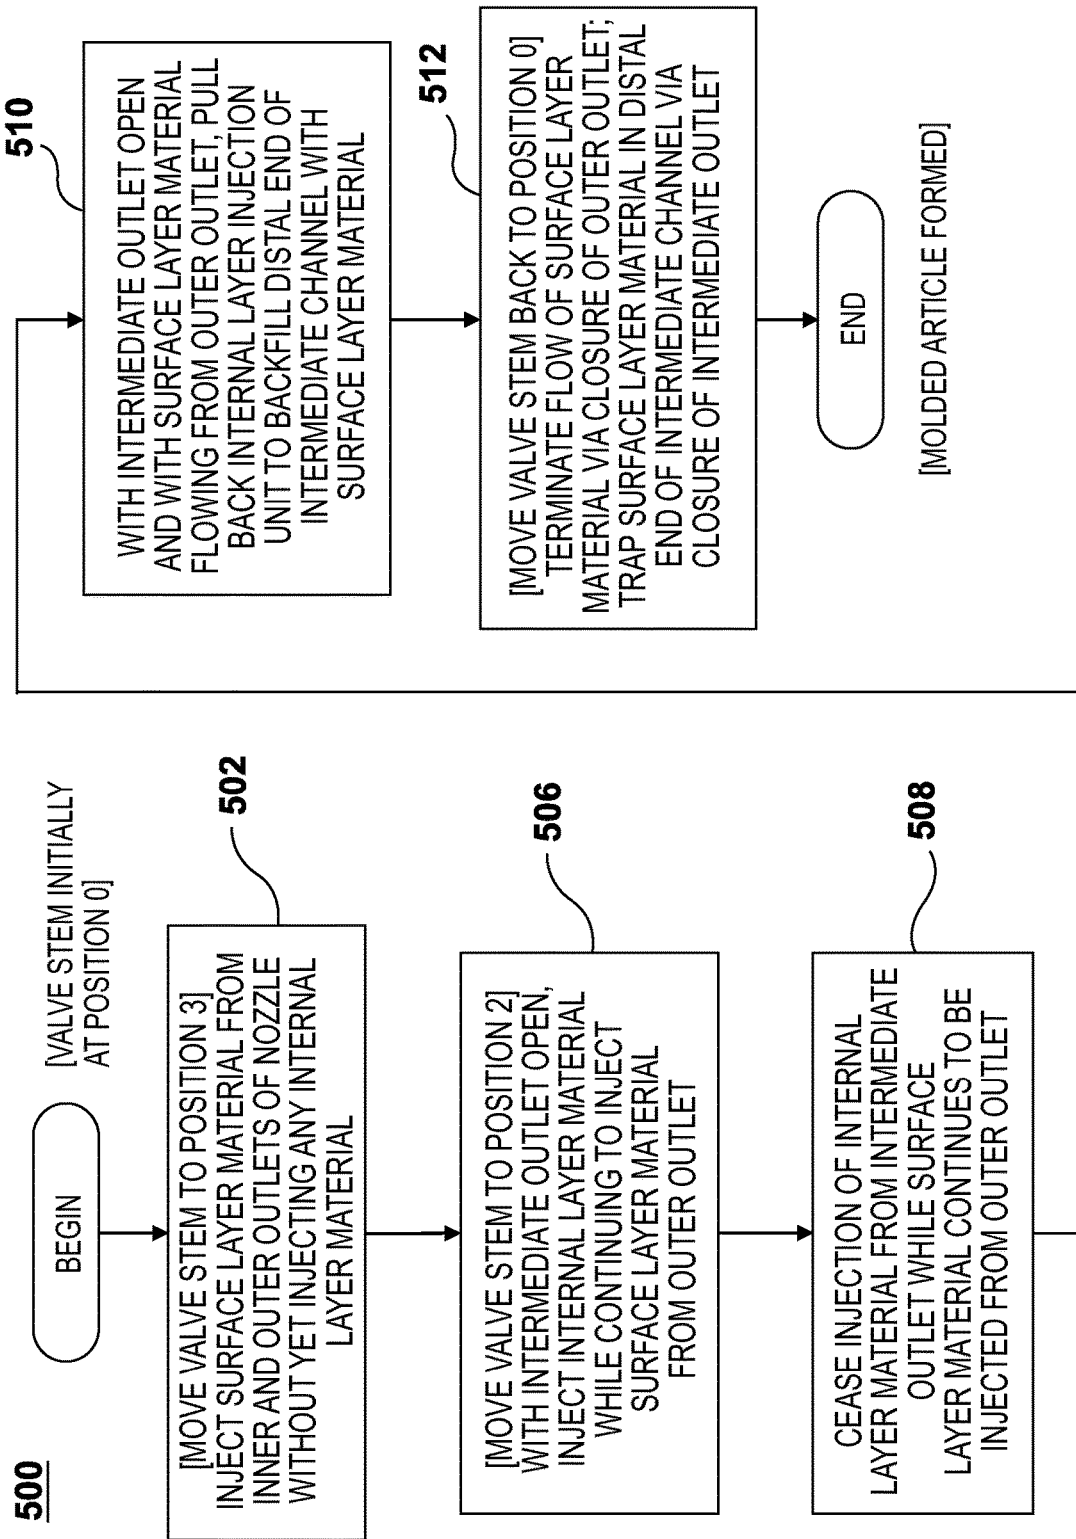 500
BEGIN
[VALVE STEM INITIALLY
AT POSITION 0]
502
[MOVE VALVE STEM TO POSITION 3]
INJECT SURFACE LAYER MATERIAL FROM
INNER AND OUTER OUTLETS OF NOZZLE
WITHOUT YET INJECTING ANY INTERNAL
LAYER MATERIAL
506
[MOVE VALVE STEM TO POSITION 2]
WITH INTERMEDIATE OUTLET OPEN,
INJECT INTERNAL LAYER MATERIAL
WHILE CONTINUING TO INJECT
SURFACE LAYER MATERIAL
FROM OUTER OUTLET
508
CEASE INJECTION OF INTERNAL
LAYER MATERIAL FROM INTERMEDIATE
OUTLET WHILE SURFACE
LAYER MATERIAL CONTINUES TO BE
INJECTED FROM OUTER OUTLET
510
WITH INTERMEDIATE OUTLET OPEN
AND WITH SURFACE LAYER MATERIAL
FLOWING FROM OUTER OUTLET, PULL
BACK INTERNAL LAYER INJECTION
UNIT TO BACKFILL DISTAL END OF
INTERMEDIATE CHANNEL WITH
SURFACE LAYER MATERIAL
512
[MOVE VALVE STEM BACK TO POSITION 0]
TERMINATE FLOW OF SURFACE LAYER
MATERIAL VIA CLOSURE OF OUTER OUTLET;
TRAP SURFACE LAYER MATERIAL IN DISTAL
END OF INTERMEDIATE CHANNEL VIA
CLOSURE OF INTERMEDIATE OUTLET
END
[MOLDED ARTICLE FORMED]